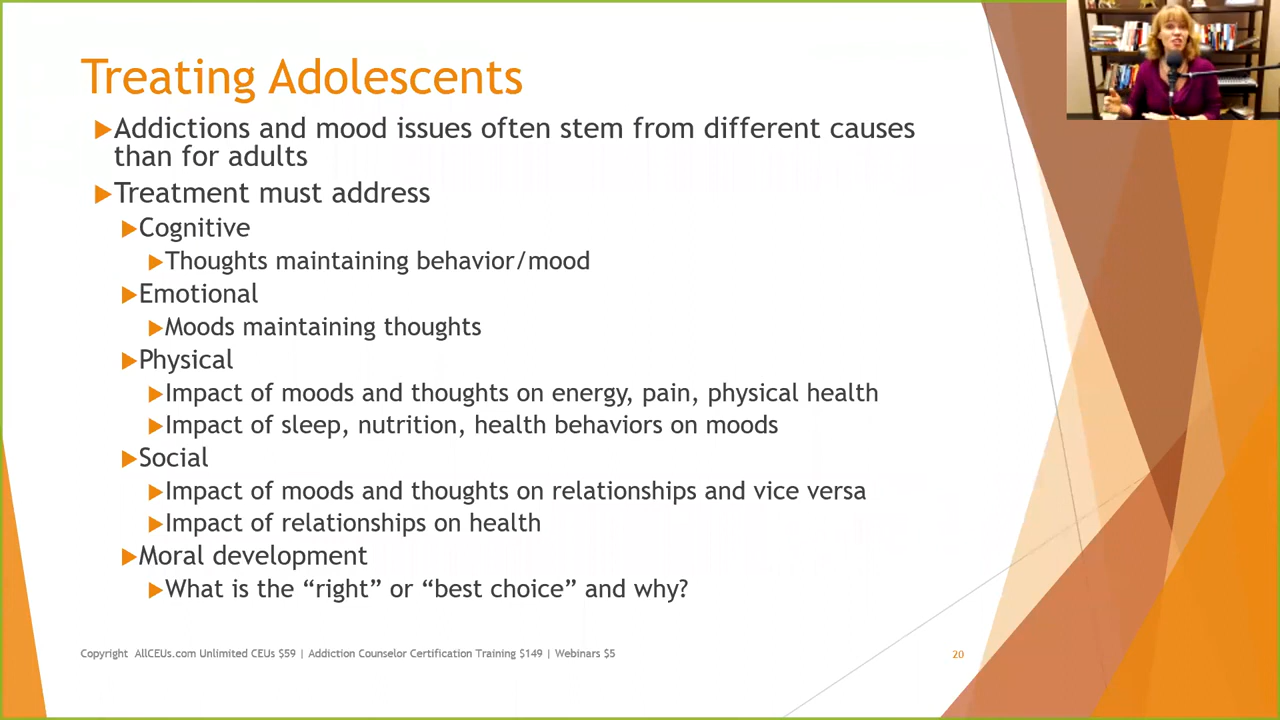 Treating Adolescents
Addictions and mood issues often stem from different causes
than for adults
Treatment must address
Cognitive
Thoughts maintaining behavior/mood
Emotional
Moods maintaining thoughts
Physical
Impact of moods and thoughts on energy, pain, physical health
Impact of sleep, nutrition, health behaviors on moods
Social
Impact of moods and thoughts on relationships and vice versa
Impact of relationships on health
Moral development
What is the “right” or “best choice” and why?
Copyright AllCEUs.com Unlimited CEUs $59 | Addiction Counselor Certification Training $149 | Webinars $5
20